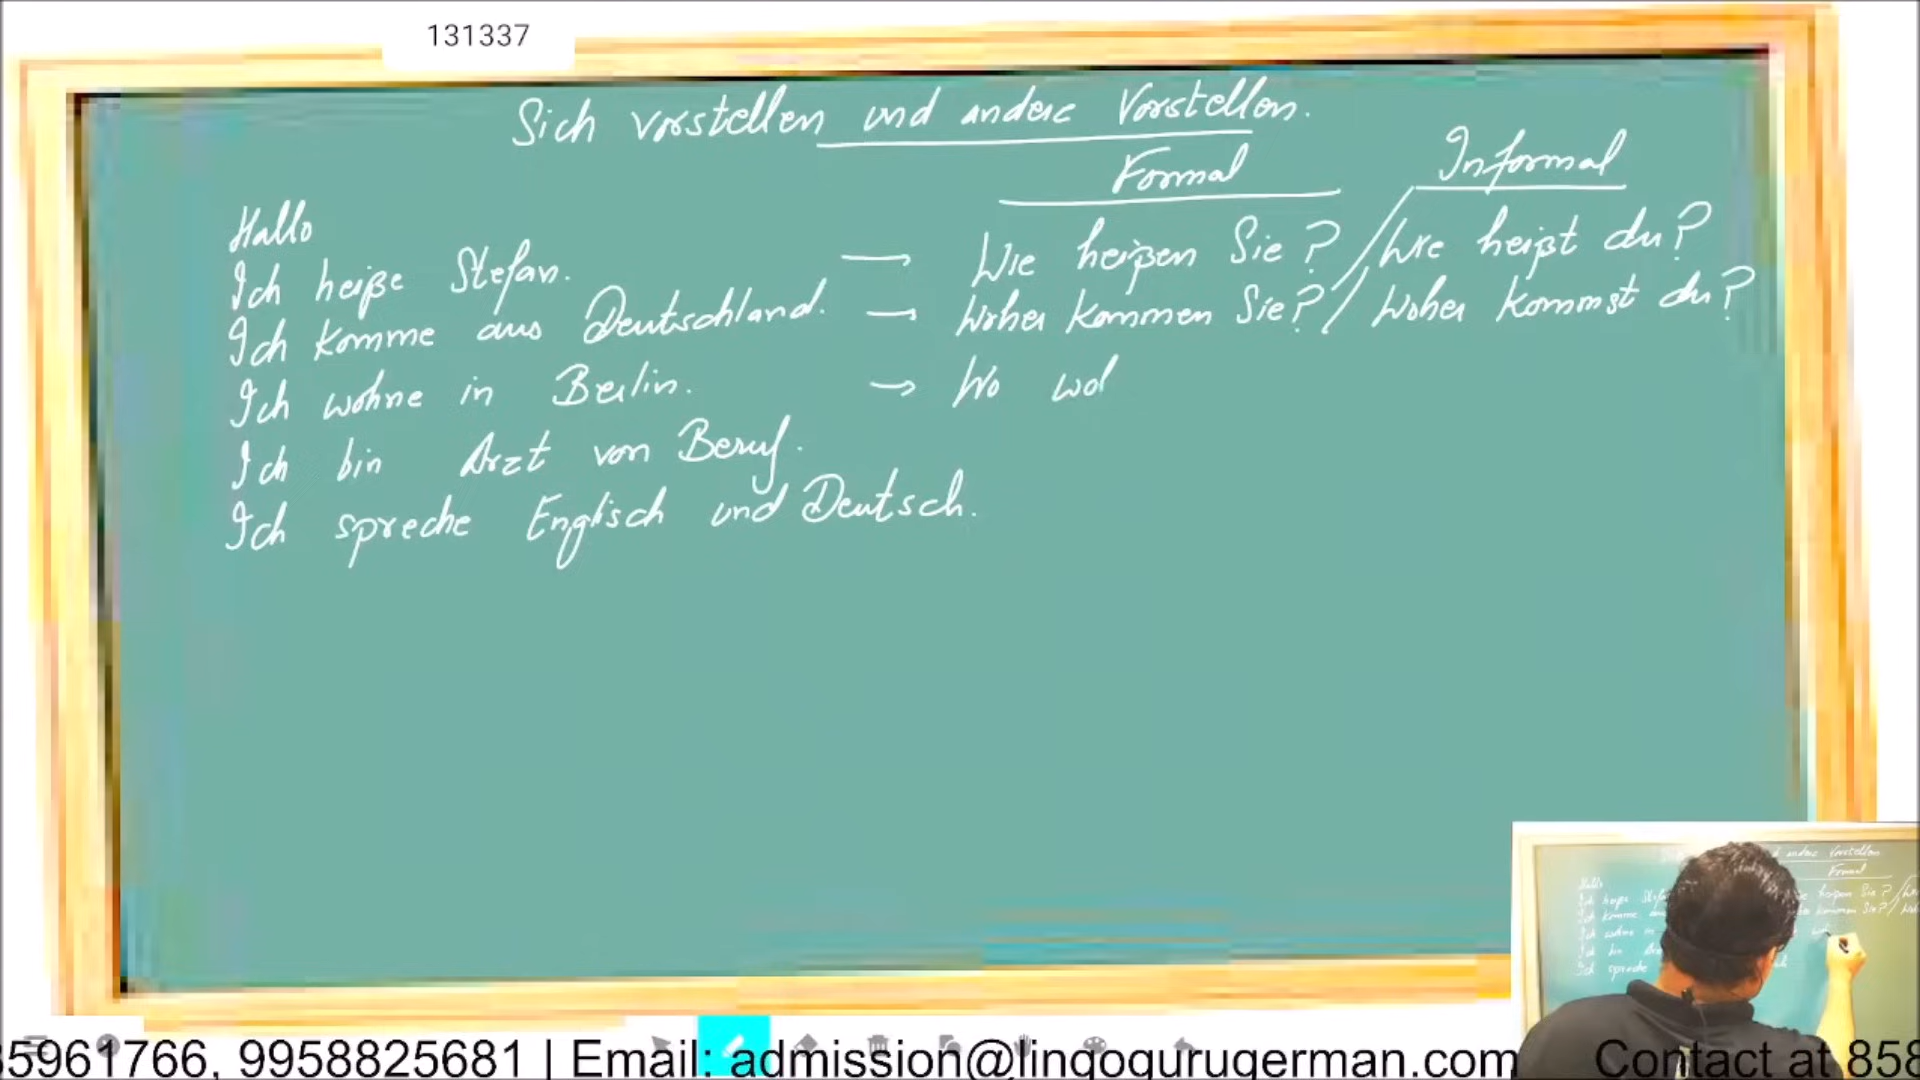 131337
Sich vorstellen und andere Vorstellen.
Formal Informal
Hallo
Ich heiße Stefan. → Wie heißen Sie? / Wie heißt du?
Ich komme aus Deutschland. → Woher kommen Sie? / Woher kommst du?
Ich wohne in Berlin. → Wo wo
Ich bin Arzt von Beruf.
Ich spreche Englisch und Deutsch.
35961766, 9958825681 | Email: admission@lingogurugerman.com Contact at 858